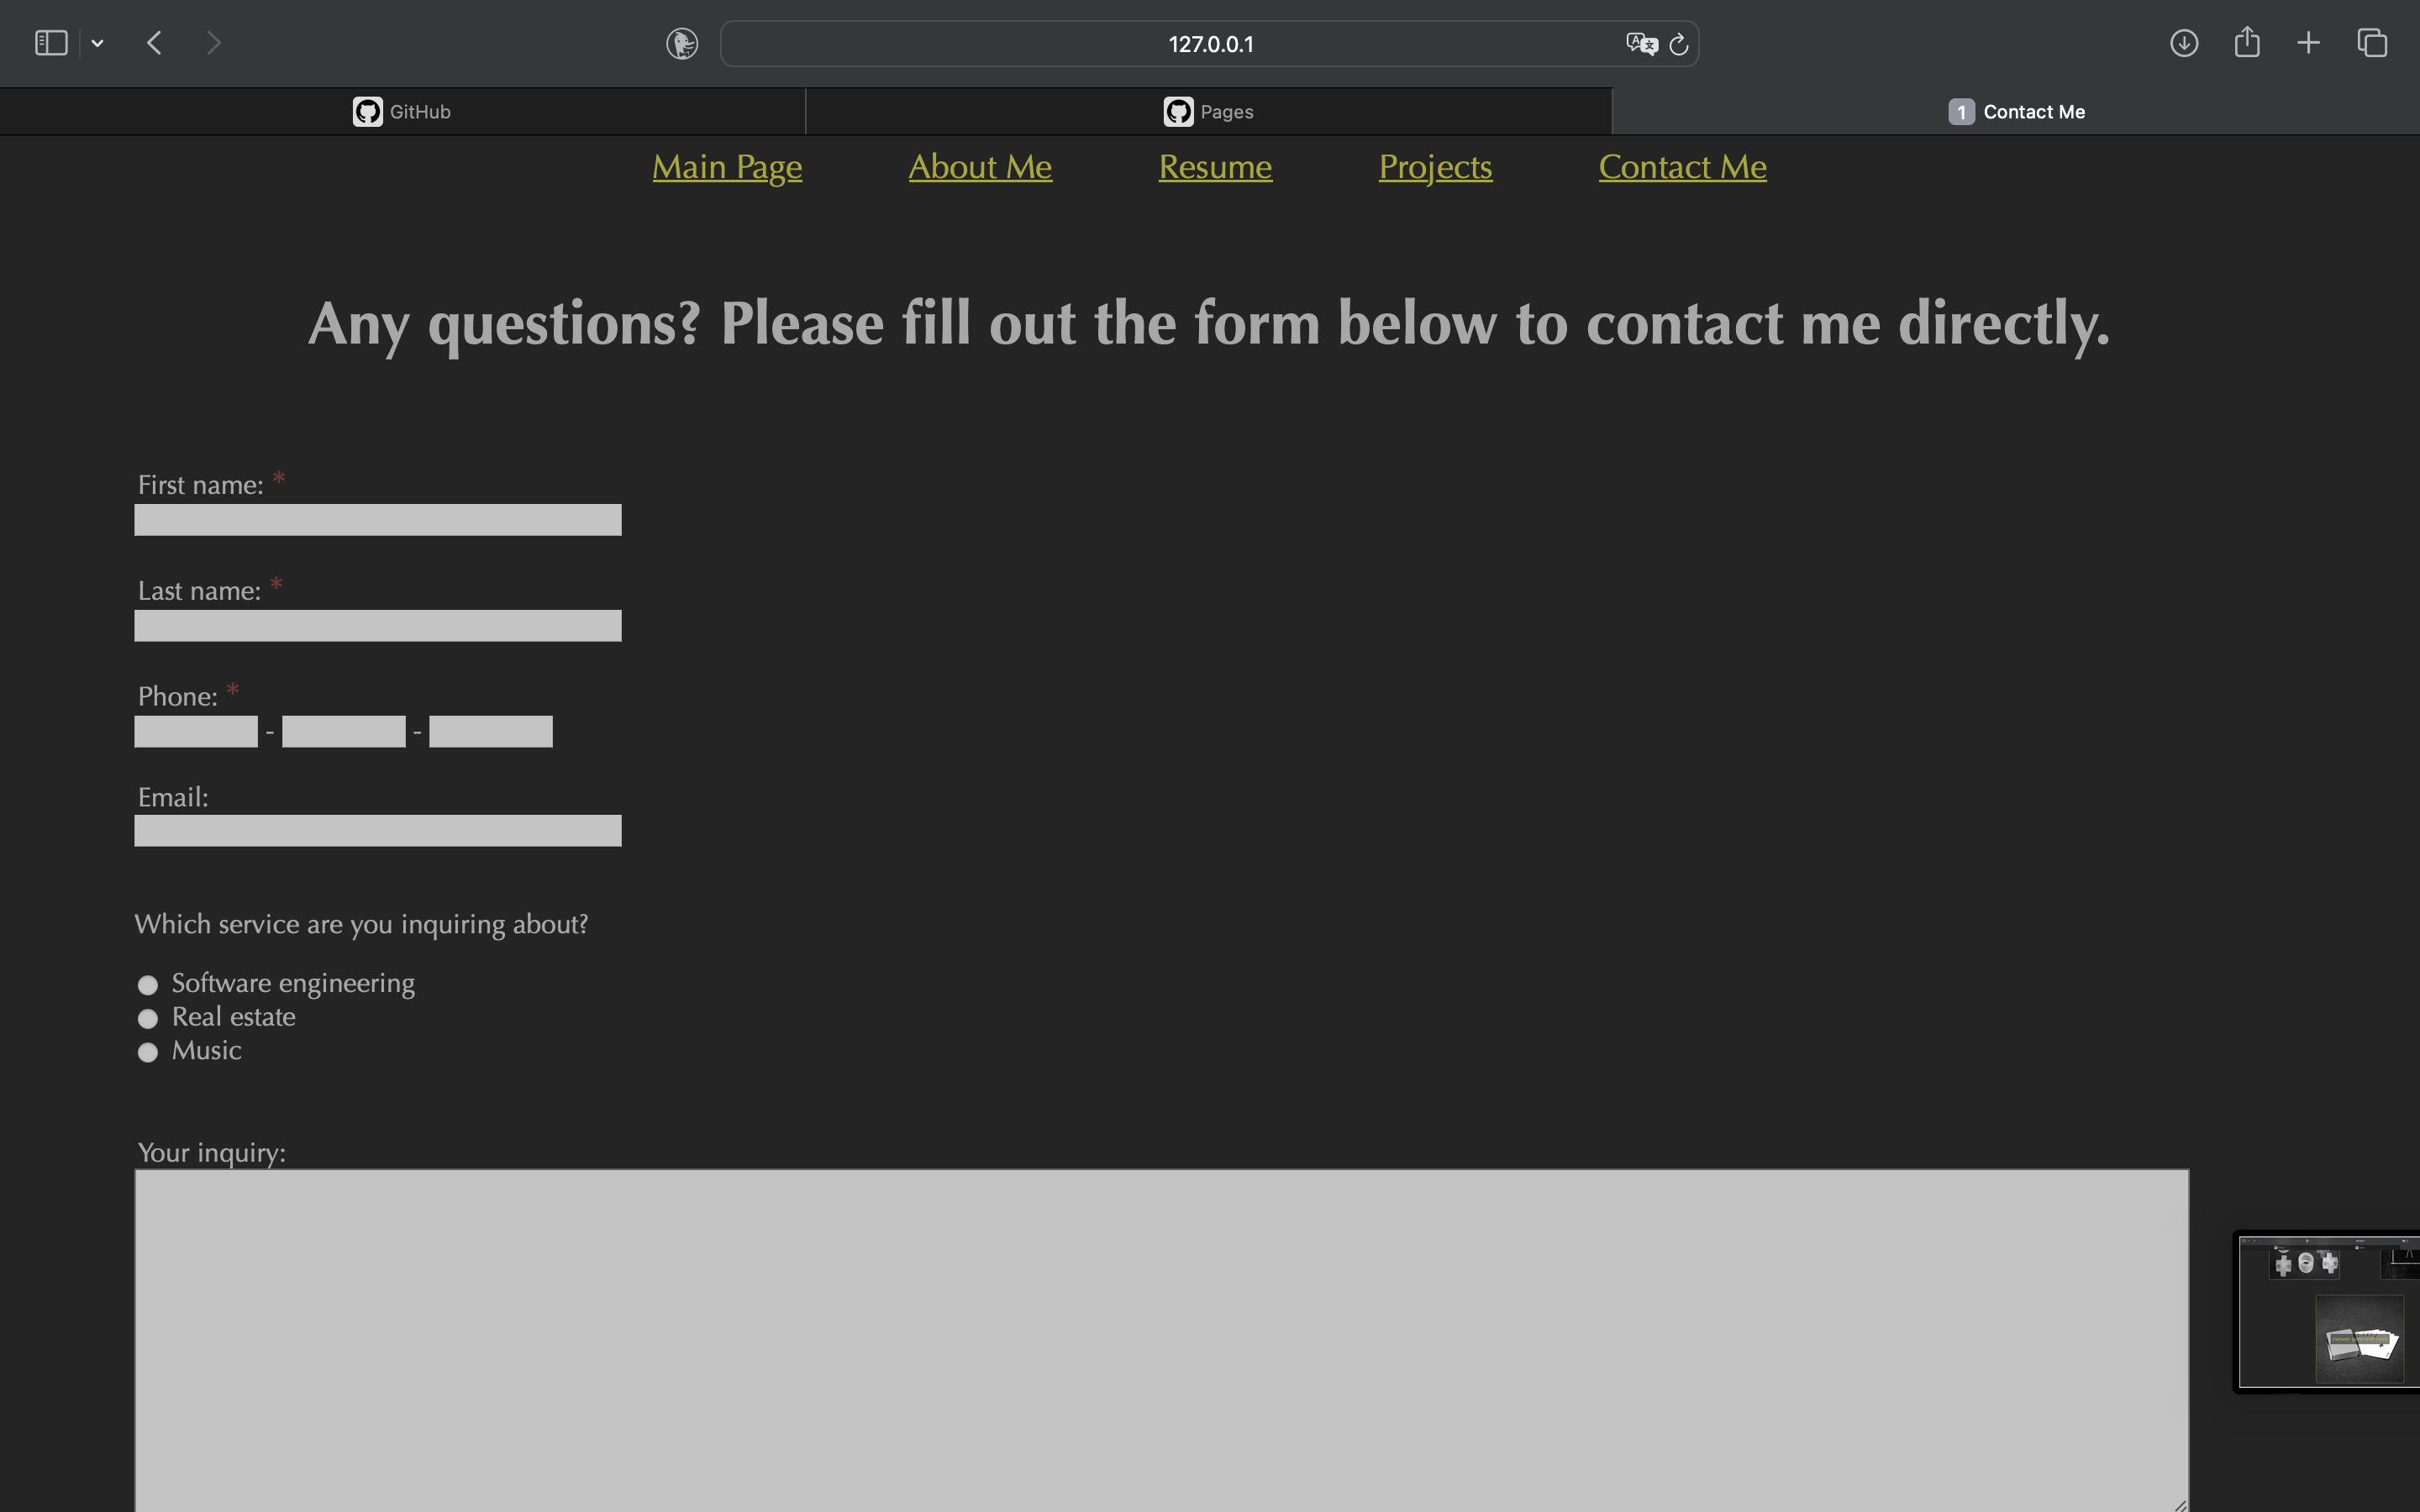 127.0.0.1
GitHub
Pages
1 Contact Me
Main Page About Me Resume Projects Contact Me
Any questions? Please fill out the form below to contact me directly.
First name: *
Last name: *
Phone: *
- -
Email:
Which service are you inquiring about?
Software engineering
Real estate
Music
Your inquiry: